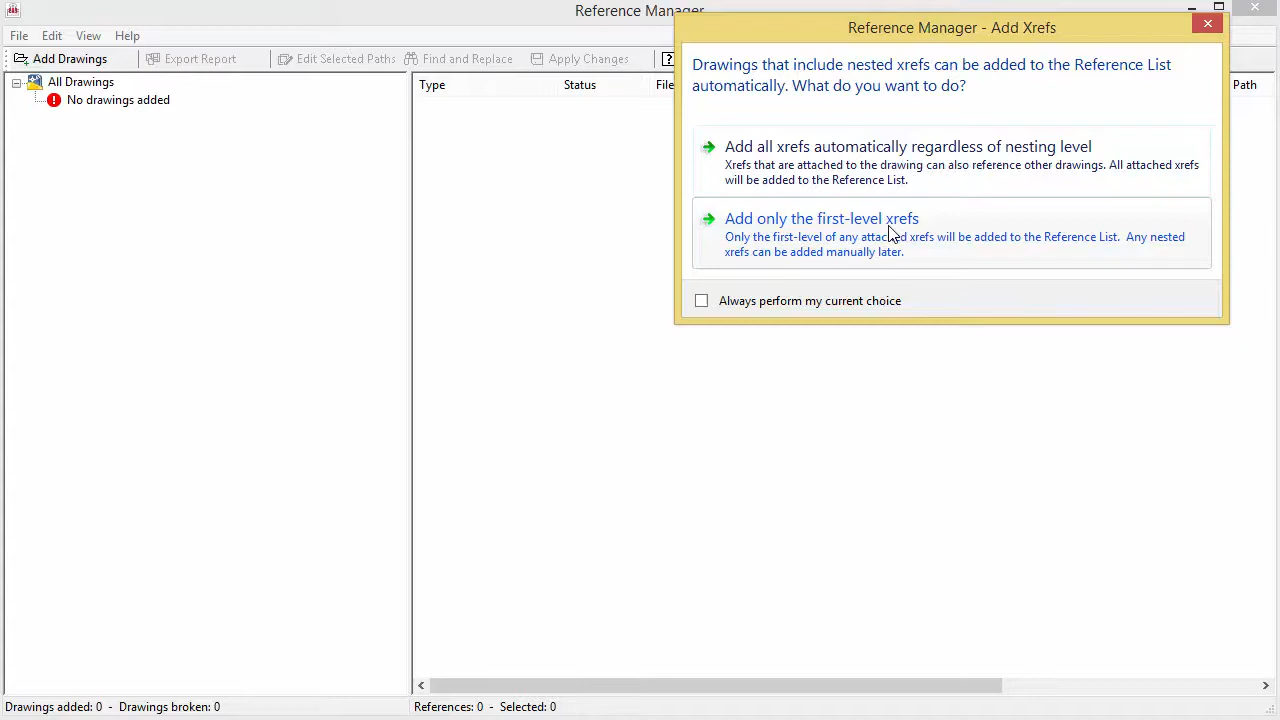 Reference Manager
File Edit View Help
Add Drawings Export Report Edit Selected Paths Find and Replace Apply Changes
All Drawings
No drawings added
Type Status File Path
Reference Manager - Add Xrefs
Drawings that include nested xrefs can be added to the Reference List
automatically. What do you want to do?
Add all xrefs automatically regardless of nesting level
Xrefs that are attached to the drawing can also reference other drawings. All attached xrefs
will be added to the Reference List.
Add only the first-level xrefs
Only the first-level of any attached xrefs will be added to the Reference List. Any nested
xrefs can be added manually later.
Always perform my current choice
Drawings added: 0 - Drawings broken: 0
References: 0 - Selected: 0